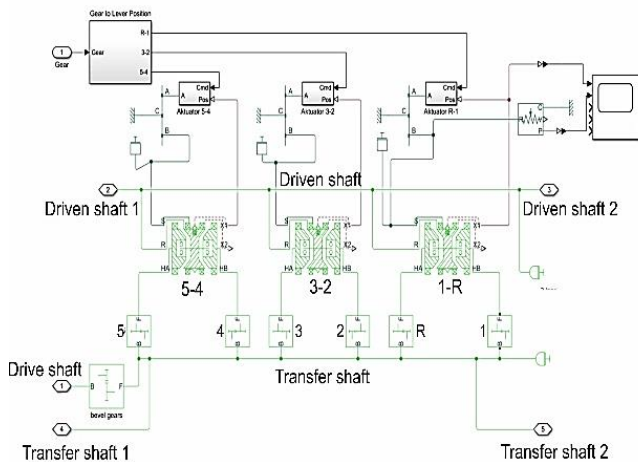 Gear to Lever Position
R-1
1
Gear
3-2
Gear
5-4
Cmd
A
Pos
Aktuator 5-4
Cmd
A
Pos
Aktuator 3-2
Cmd
A
Pos
Aktuator R-1
A
C
B
A
C
B
A
C
B
C
P
2
Driven shaft
3
Driven shaft 1
Driven shaft 2
S
X1
R
X2
HA
HB
5-4
S
X1
R
X2
HA
HB
3-2
S
X1
R
X2
HA
HB
1-R
5
4
3
2
R
1
Drive shaft
Transfer shaft
1
B
F
bevel gears
4
5
Transfer shaft 1
Transfer shaft 2